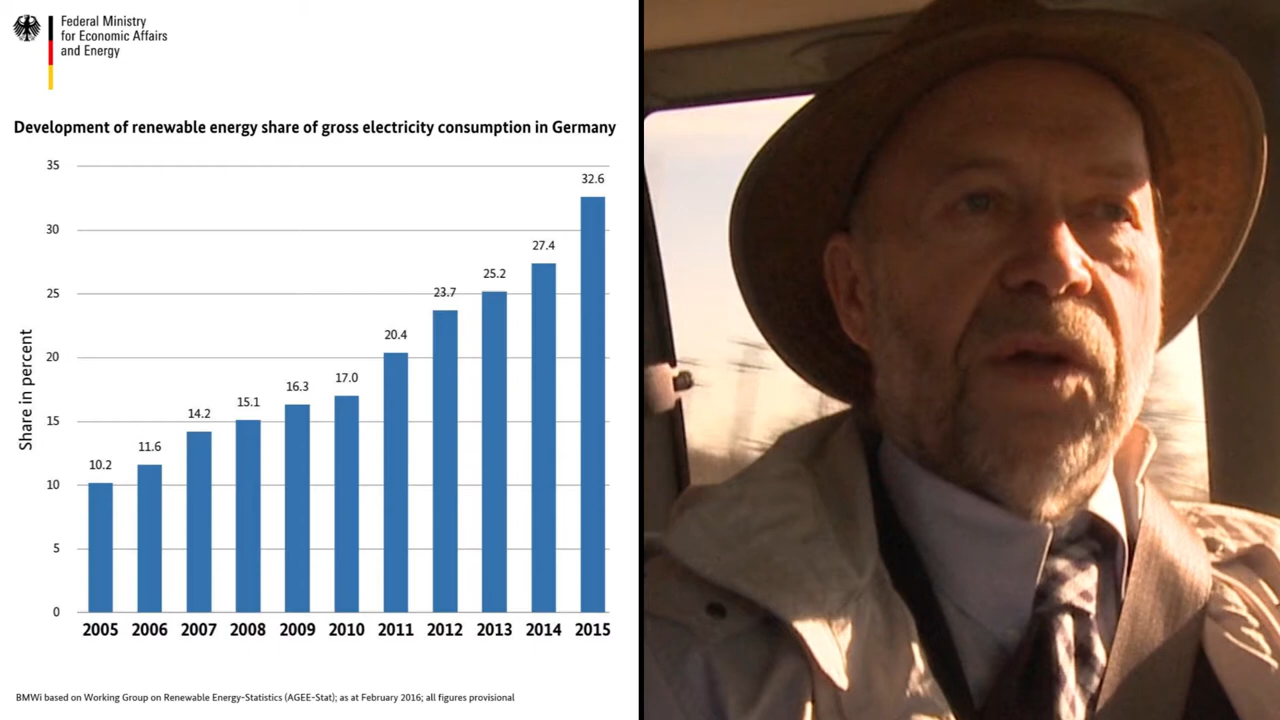 Federal Ministry
for Economic Affairs
and Energy
Development of renewable energy share of gross electricity consumption in Germany
Share in percent
35
30
25
20
15
10
5
0
10.2
11.6
14.2
15.1
16.3
17.0
20.4
23.7
25.2
27.4
32.6
2005 2006 2007 2008 2009 2010 2011 2012 2013 2014 2015
BMWi based on Working Group on Renewable Energy-Statistics (AGEE-Stat); as at February 2016; all figures provisional